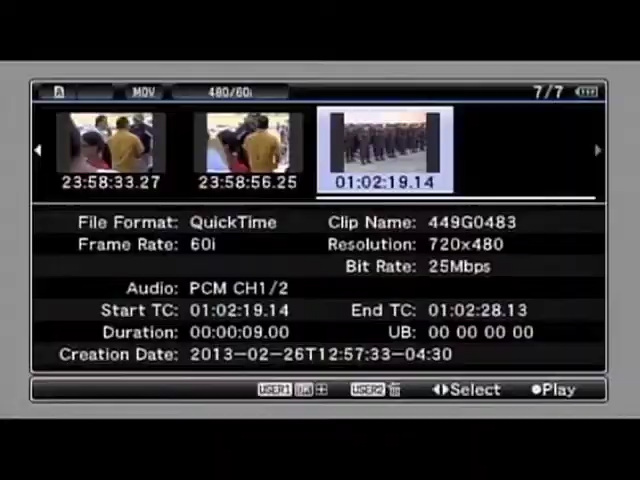 A MOV 480/60i 7/7
23:58:33.27 23:58:56.25 01:02:19.14
File Format: QuickTime Clip Name: 449G0483
Frame Rate: 60i Resolution: 720×480
Bit Rate: 25Mbps
Audio: PCM CH1/2
Start TC: 01:02:19.14 End TC: 01:02:28.13
Duration: 00:00:09.00 UB: 00 00 00 00
Creation Date: 2013-02-26T12:57:33-04:30
USER1 OK USER2 Select Play